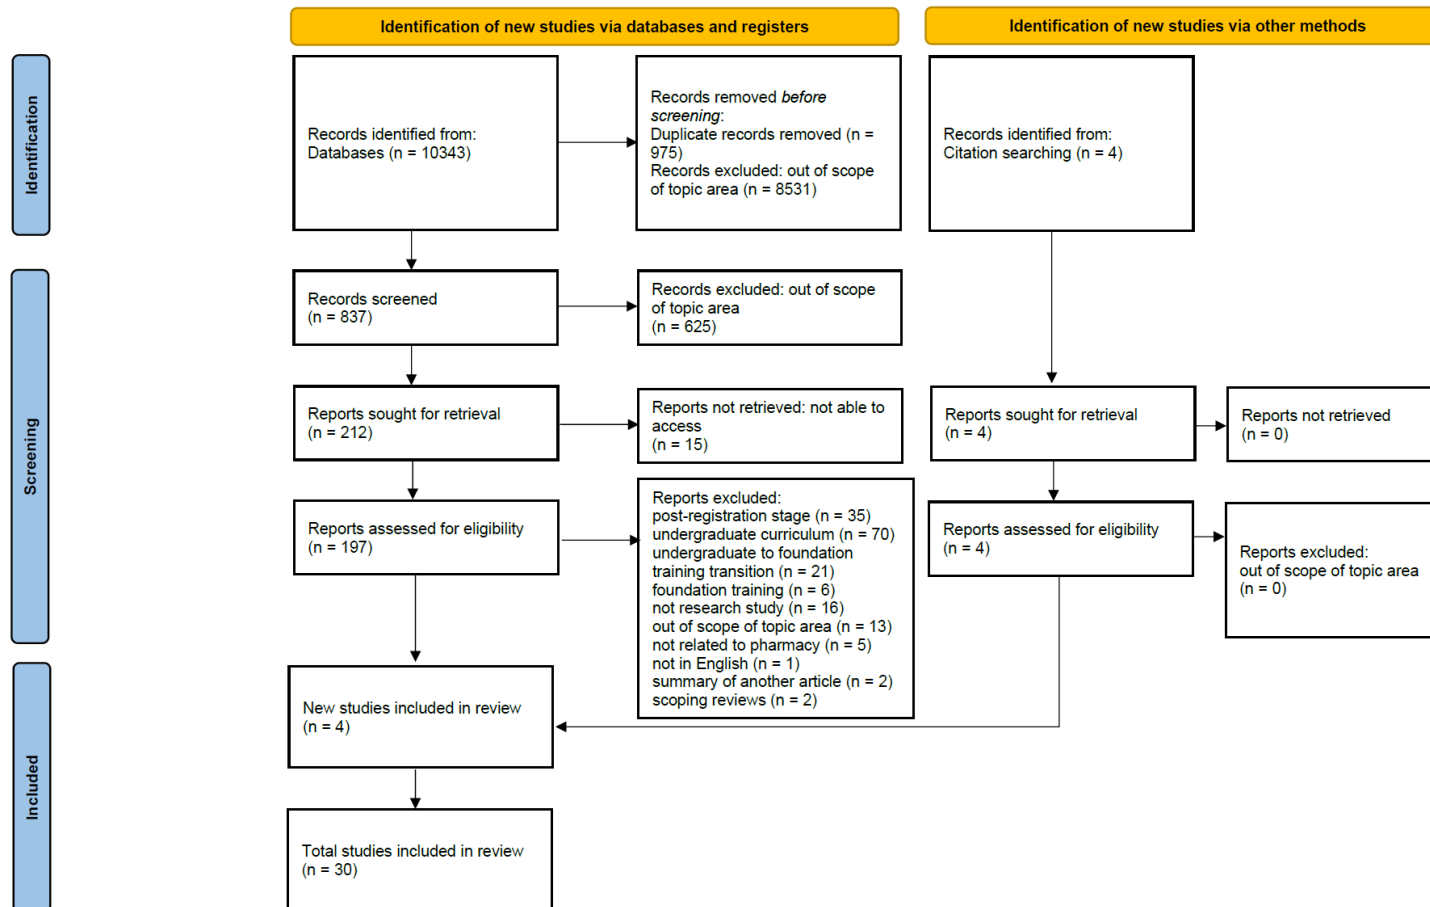 Identification of new studies via databases and registers
Identification of new studies via other methods
Identification
Records identified from:
Databases (n = 10343)
Records removed before
screening:
Duplicate records removed (n =
975)
Records excluded: out of scope
of topic area (n = 8531)
Records identified from:
Citation searching (n = 4)
Screening
Records screened
(n = 837)
Records excluded: out of scope
of topic area
(n = 625)
Reports sought for retrieval
(n = 212)
Reports not retrieved: not able to
access
(n = 15)
Reports sought for retrieval
(n = 4)
Reports not retrieved
(n = 0)
Reports assessed for eligibility
(n = 197)
Reports excluded:
post-registration stage (n = 35)
undergraduate curriculum (n = 70)
undergraduate to foundation
training transition (n = 21)
foundation training (n = 6)
not research study (n = 16)
out of scope of topic area (n = 13)
not related to pharmacy (n = 5)
not in English (n = 1)
summary of another article (n = 2)
scoping reviews (n = 2)
Reports assessed for eligibility
(n = 4)
Reports excluded:
out of scope of topic area
(n = 0)
Included
New studies included in review
(n = 4)
Total studies included in review
(n = 30)